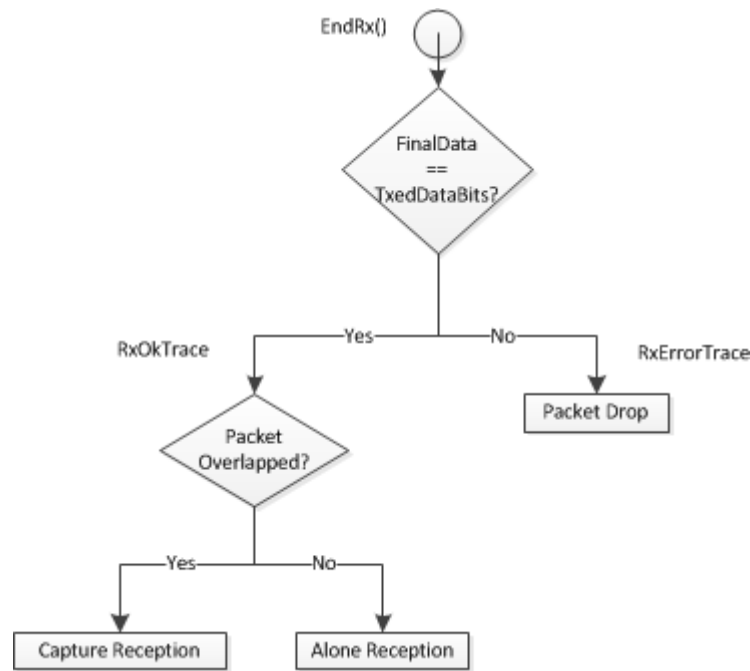 EndRx()
FinalData
==
TxedDataBits?
Yes
No
RxOkTrace
RxErrorTrace
Packet Drop
Packet
Overlapped?
Yes
No
Capture Reception
Alone Reception